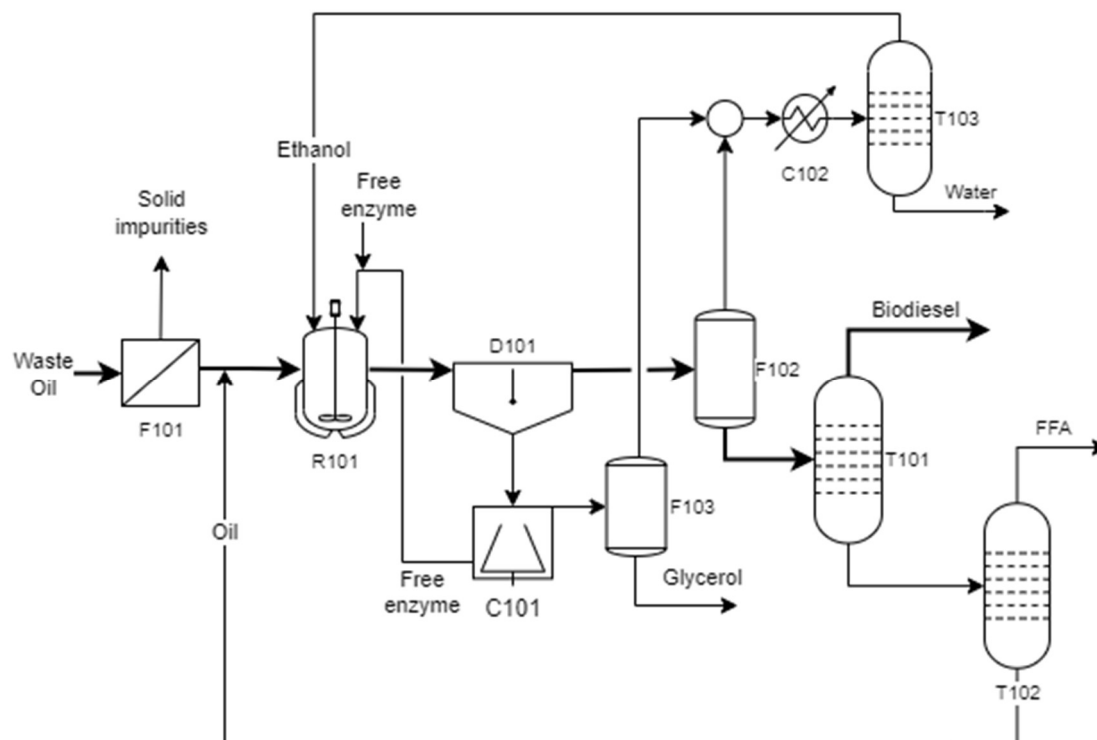 T103
Ethanol
C102
Free
enzyme
Water
Solid
impurities
Biodiesel
D101
Waste
Oil
F102
F101
R101
FFA
T101
F103
Oil
Free
enzyme
Glycerol
C101
T102